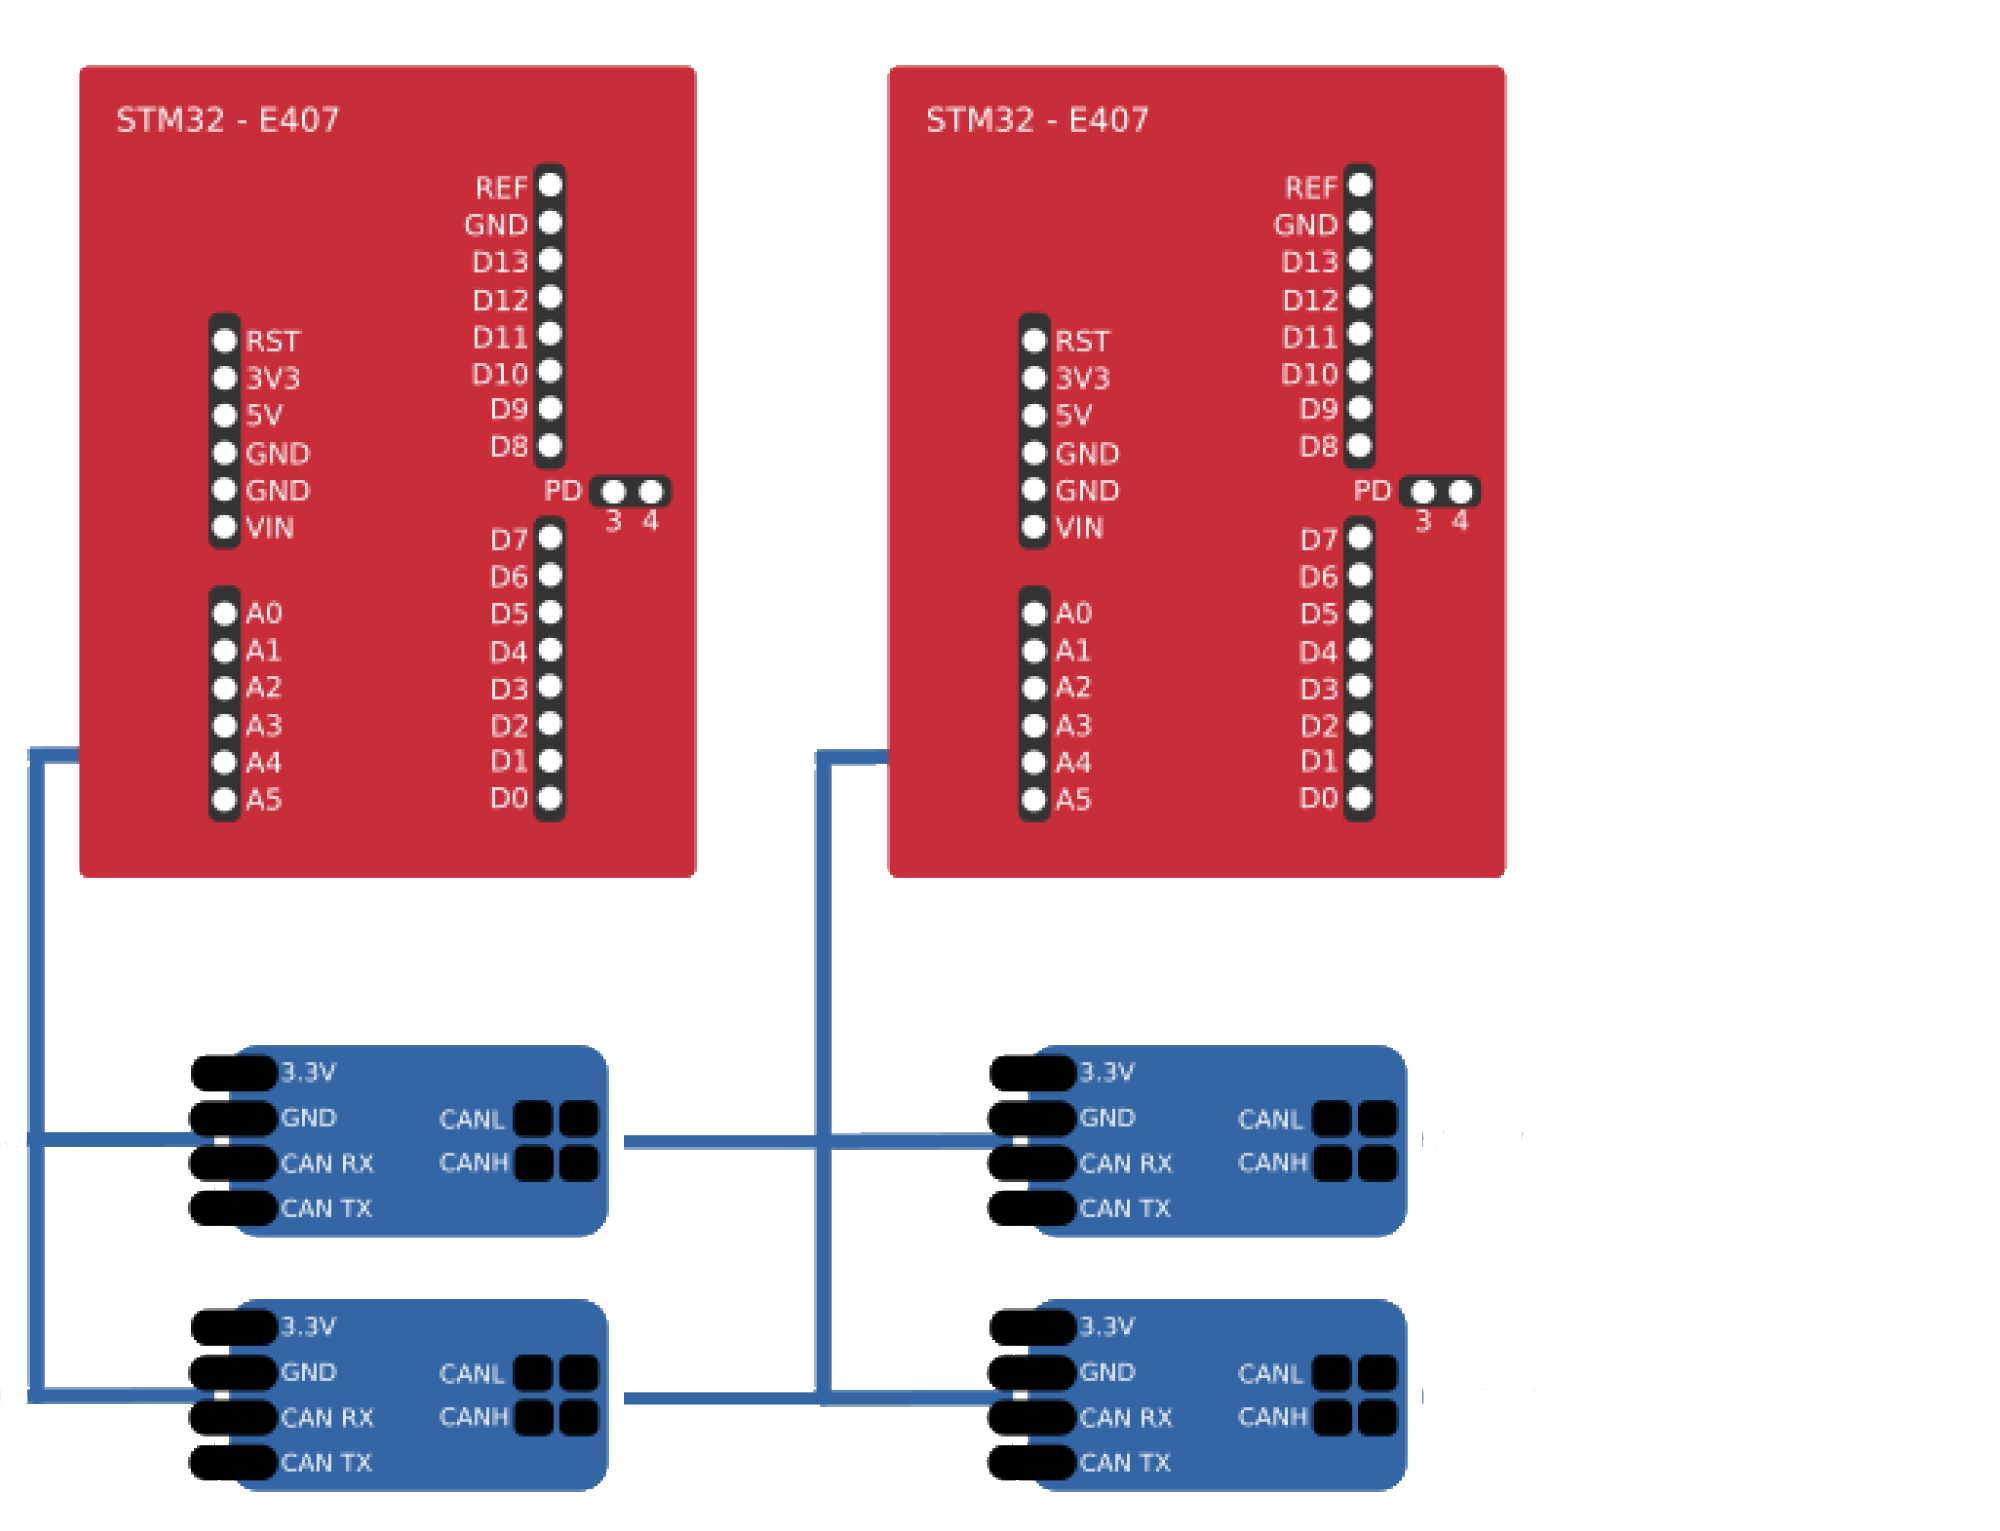 STM32 - E407
REF
GND
D13
D12
D11
D10
D9
D8
RST
3V3
5V
GND
GND
VIN
PD
3 4
D7
D6
D5
D4
D3
D2
D1
D0
A0
A1
A2
A3
A4
A5
STM32 - E407
REF
GND
D13
D12
D11
D10
D9
D8
RST
3V3
5V
GND
GND
VIN
PD
3 4
D7
D6
D5
D4
D3
D2
D1
D0
A0
A1
A2
A3
A4
A5
3.3V
GND
CAN RX
CAN TX
CANL
CANH
3.3V
GND
CAN RX
CAN TX
CANL
CANH
3.3V
GND
CAN RX
CAN TX
CANL
CANH
3.3V
GND
CAN RX
CAN TX
CANL
CANH